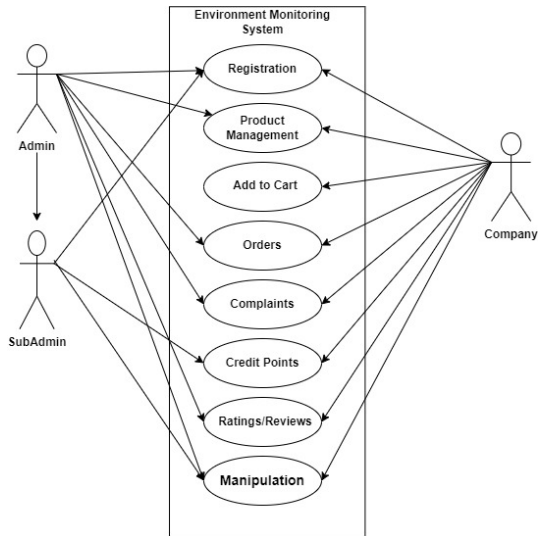 Environment Monitoring
System
Registration
Product
Management
Admin
Add to Cart
Company
Orders
Complaints
SubAdmin
Credit Points
Ratings/Reviews
Manipulation